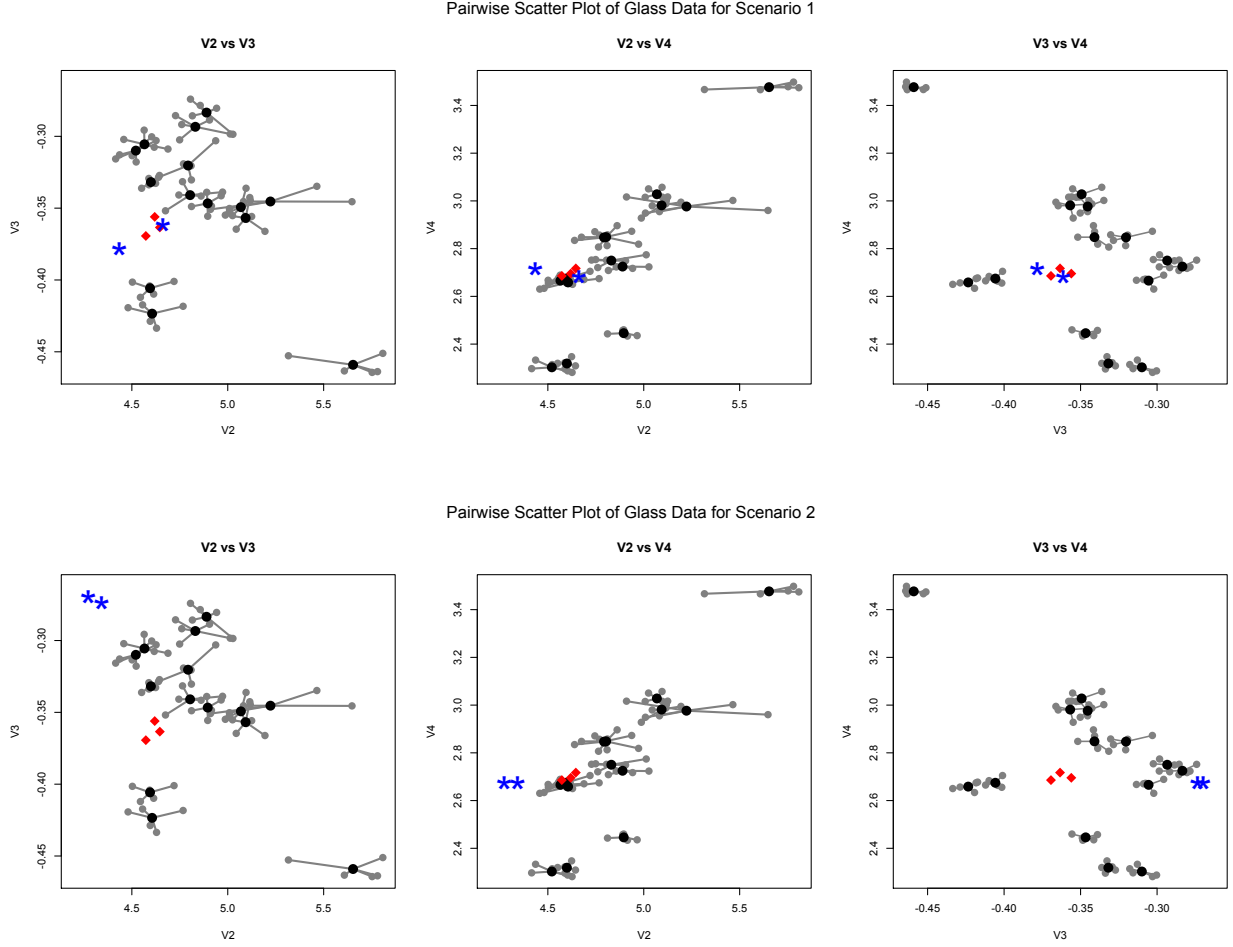 Pairwise Scatter Plot of Glass Data for Scenario 1
V2 vs V3
V2 vs V4
V3 vs V4
V3
-0.30
-0.35
-0.40
-0.45
4.5 5.0 5.5
V2
V4
3.4
3.2
3.0
2.8
2.6
2.4
4.5 5.0 5.5
V2
V4
3.4
3.2
3.0
2.8
2.6
2.4
-0.45 -0.40 -0.35 -0.30
V3
Pairwise Scatter Plot of Glass Data for Scenario 2
V2 vs V3
V2 vs V4
V3 vs V4
V3
-0.30
-0.35
-0.40
-0.45
4.5 5.0 5.5
V2
V4
3.4
3.2
3.0
2.8
2.6
2.4
4.5 5.0 5.5
V2
V4
3.4
3.2
3.0
2.8
2.6
2.4
-0.45 -0.40 -0.35 -0.30
V3